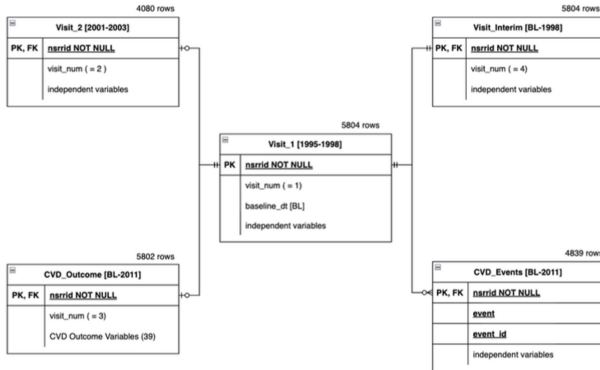 4080 rows
Visit_2 [2001-2003]
PK, FK nsrrid NOT NULL
visit_num ( = 2 )
independent variables
5804 rows
Visit_Interim [BL-1998]
PK, FK nsrrid NOT NULL
visit_num ( = 4)
independent variables
5804 rows
Visit_1 [1995-1998]
PK nsrrid NOT NULL
visit_num ( = 1)
baseline_dt [BL]
independent variables
5802 rows
CVD_Outcome [BL-2011]
PK, FK nsrrid NOT NULL
visit_num ( = 3)
CVD Outcome Variables (39)
4839 rows
CVD_Events [BL-2011]
PK, FK nsrrid NOT NULL
event
event_id
independent variables